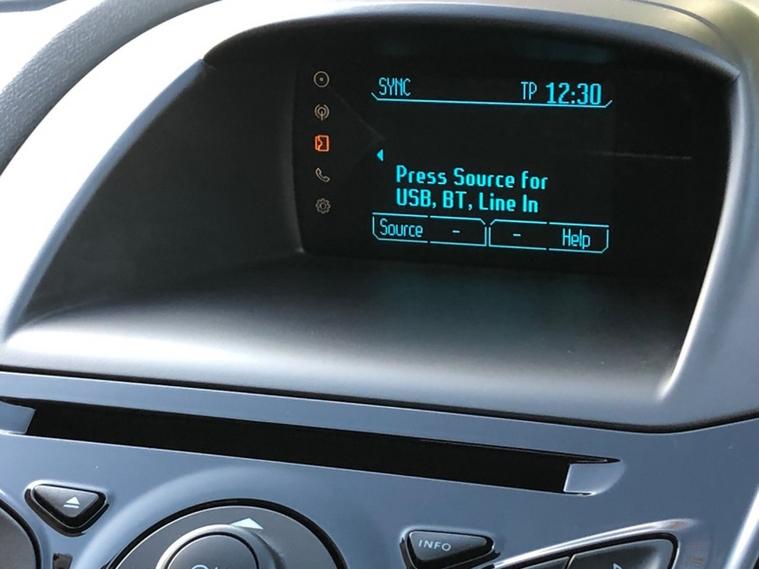 SYNC TP 12:30
Press Source for
USB, BT, Line In
Source - - Help
INFO